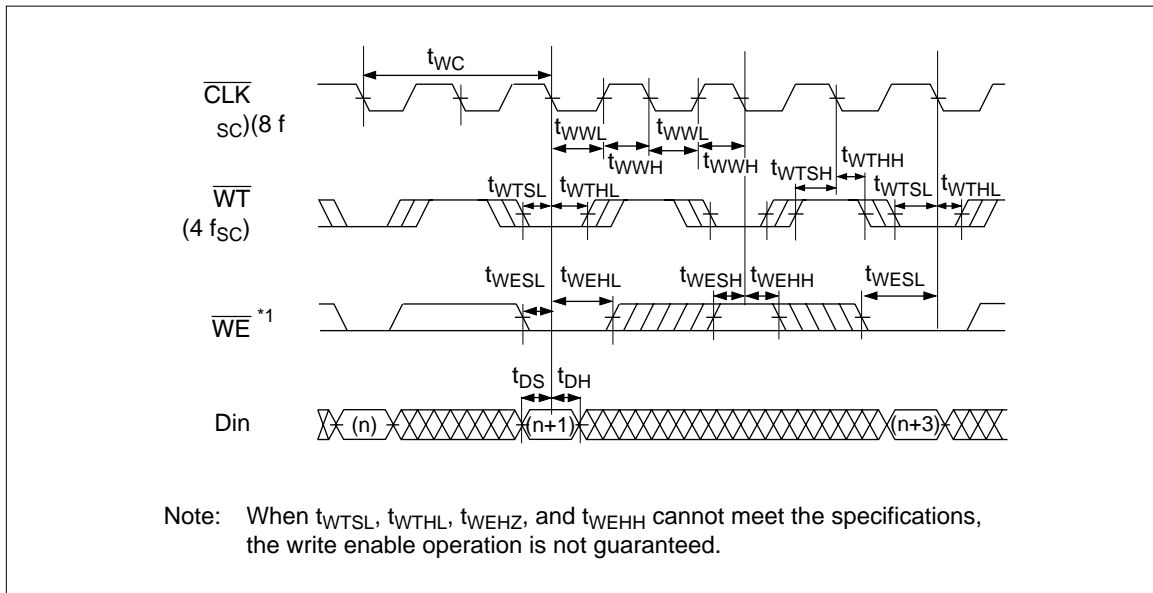 tWC
CLK
SC)(8 f
tWWL tWWL
tWWH tWWH
tWTSH tWTHH
tWTSL tWTHL tWTSL tWTHL
WT
(4 fSC)
tWESL tWEHL tWESH tWEHH tWESL
WE *1
tDS tDH
Din (n) (n+1) (n+3)
Note: When tWTSL, tWTHL, tWEHZ, and tWEHH cannot meet the specifications,
the write enable operation is not guaranteed.